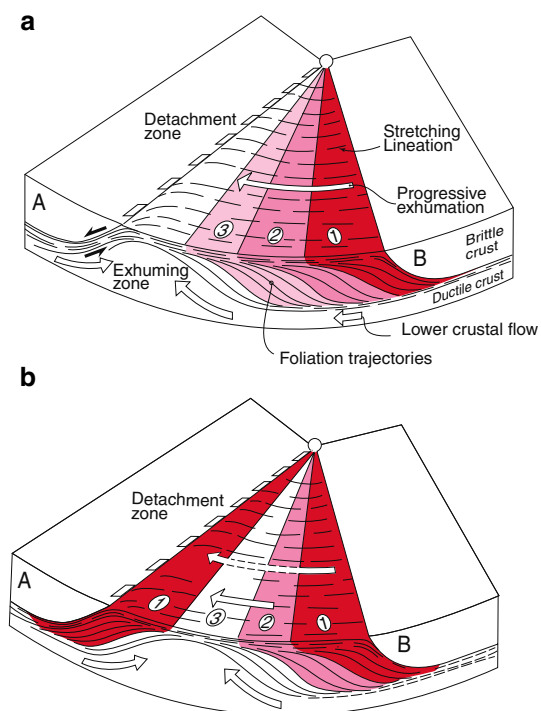 a
Detachment
zone
Stretching
Lineation
Progressive
exhumation
A
3
2
1
B
Brittle
crust
Exhuming
zone
Ductile crust
Lower crustal flow
Foliation trajectories
b
Detachment
zone
A
1
3
2
1
B